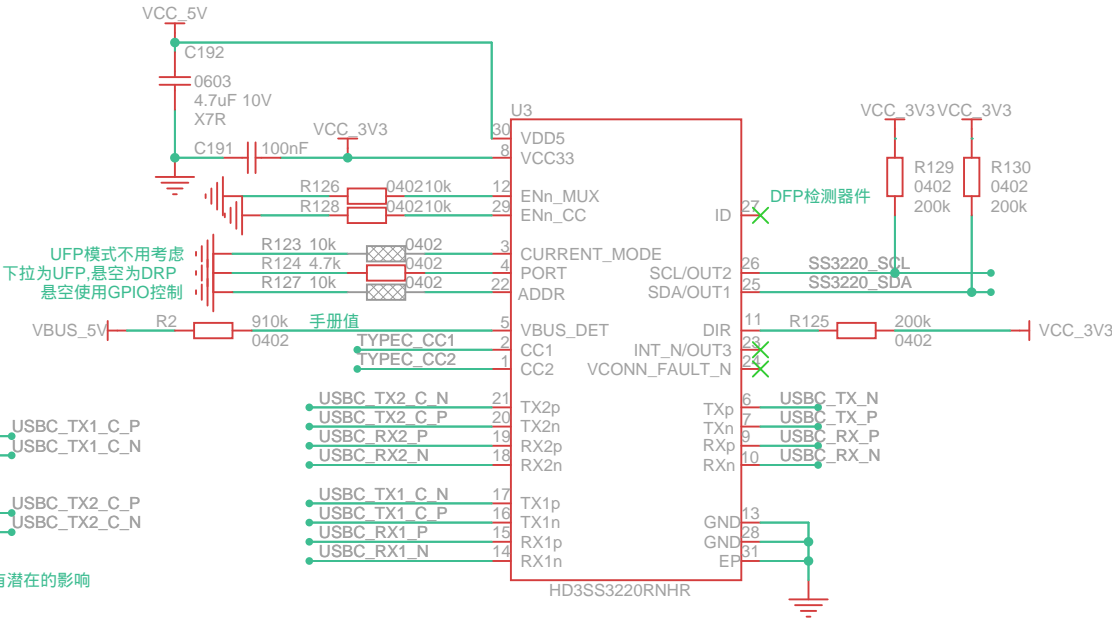 VCC_5V
C192
0603
4.7uF 10V
X7R
VCC_3V3
C191 100nF
U3
30 VDD5
8 VCC33
R126 040210k 12 ENn_MUX
R128 040210k 29 ENn_CC
UFP模式不用考虑 R123 10k 0402 3 CURRENT_MODE
下拉为UFP,悬空为DRP R124 4.7k 0402 4 PORT
悬空使用GPIO控制 R127 10k 0402 22 ADDR
VBUS_5V R2 910k 0402 手册值 5 VBUS_DET
TYPEC_CC1 2 CC1
TYPEC_CC2 1 CC2
USBC_TX2_C_N 21 TX2p
USBC_TX2_C_P 20 TX2n
USBC_RX2_P 19 RX2p
USBC_RX2_N 18 RX2n
USBC_TX1_C_N 17 TX1p
USBC_TX1_C_P 16 TX1n
USBC_RX1_P 15 RX1p
USBC_RX1_N 14 RX1n
USBC_TX1_C_P
USBC_TX1_C_N
USBC_TX2_C_P
USBC_TX2_C_N
有潜在的影响
VCC_3V3 VCC_3V3
R129
0402
200k
R130
0402
200k
DFP检测器件
ID 27
SCL/OUT2 26 SS3220_SCL
SDA/OUT1 25 SS3220_SDA
DIR 11 R125 200k 0402 VCC_3V3
INT_N/OUT3 23
VCONN_FAULT_N 24
TXp 6 USBC_TX_N
TXn 7 USBC_TX_P
RXp 9 USBC_RX_P
RXn 10 USBC_RX_N
GND 13
GND 28
EP 31
HD3SS3220RNHR